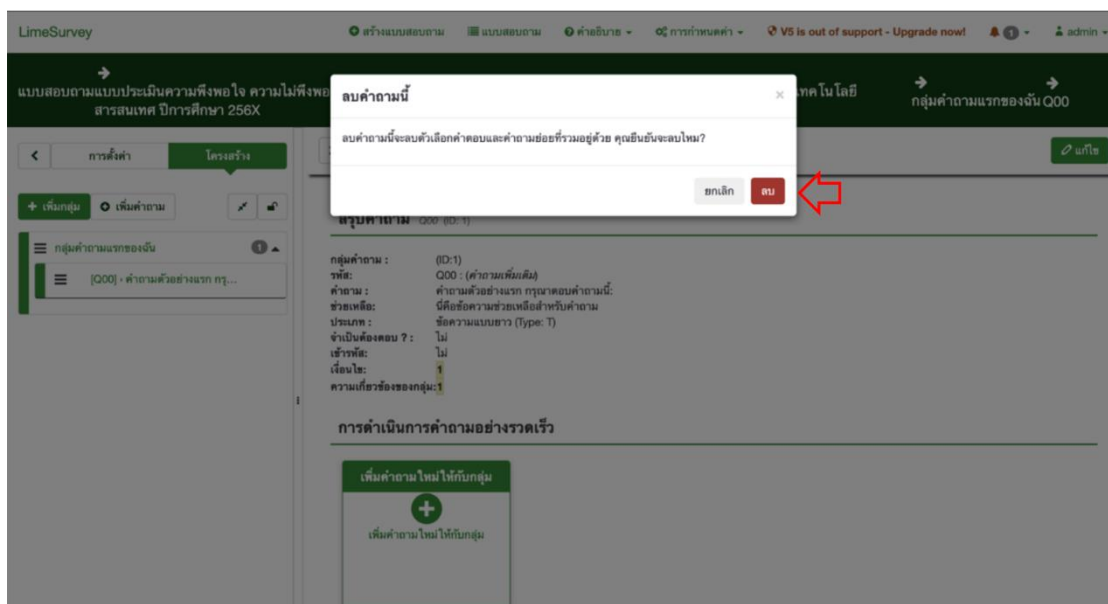 LimeSurvey
สร้างแบบสอบถาม
แบบสอบถาม
คำอธิบาย
การกำหนดค่า
V5 is out of support - Upgrade now!
1
admin
แบบสอบถามแบบประเมินความพึงพอใจ ความไม่พึงพอ
สารสนเทศ ปีการศึกษา 256X
เทคโนโลยี
กลุ่มคำถามแรกของฉัน
Q00
ลบคำถามนี้
×
ลบคำถามนี้จะลบตัวเลือกคำตอบและคำถามย่อยที่รวมอยู่ด้วย คุณยืนยันจะลบไหม?
ยกเลิก
ลบ
การตั้งค่า
โครงสร้าง
แก้ไข
เพิ่มกลุ่ม
เพิ่มคำถาม
กลุ่มคำถามแรกของฉัน
1
[Q00] › คำถามตัวอย่างแรก กรุ...
สรุปคำถาม Q00 (ID: 1)
กลุ่มคำถาม : (ID:1)
รหัส: Q00 : (คำถามเพิ่มเติม)
คำถาม : คำถามตัวอย่างแรก กรุณาตอบคำถามนี้:
ช่วยเหลือ: นี่คือข้อความช่วยเหลือสำหรับคำถาม
ประเภท : ข้อความแบบยาว (Type: T)
จำเป็นต้องตอบ ? : ไม่
เข้ารหัส: ไม่
เงื่อนไข: 1
ความเกี่ยวข้องของกลุ่ม: 1
การดำเนินการคำถามอย่างรวดเร็ว
เพิ่มคำถามใหม่ให้กับกลุ่ม
เพิ่มคำถามใหม่ให้กับกลุ่ม